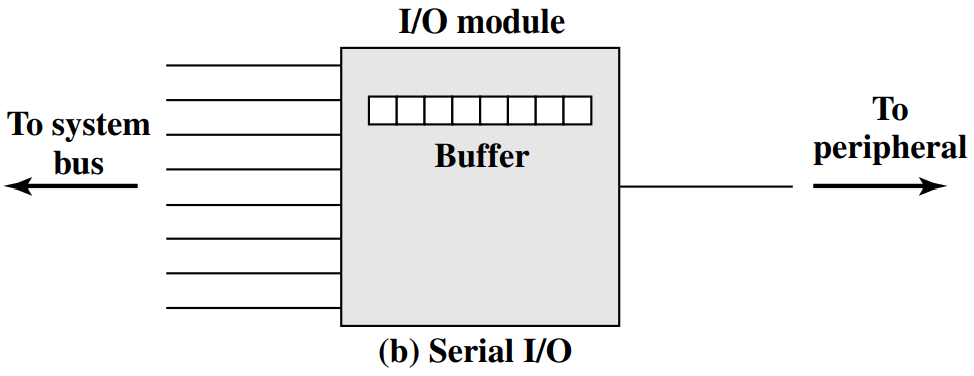 I/O module
To system
bus
Buffer
To
peripheral
(b) Serial I/O